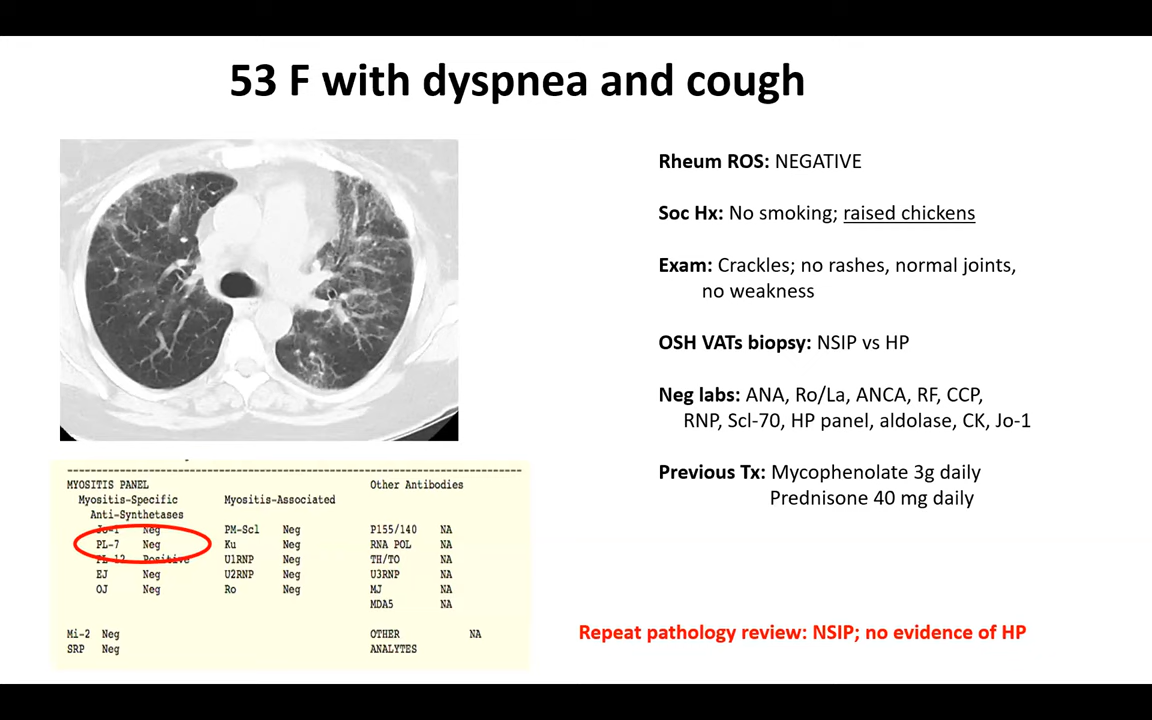 53 F with dyspnea and cough
Rheum ROS: NEGATIVE
Soc Hx: No smoking; raised chickens
Exam: Crackles; no rashes, normal joints,
no weakness
OSH VATs biopsy: NSIP vs HP
Neg labs: ANA, Ro/La, ANCA, RF, CCP,
RNP, Scl-70, HP panel, aldolase, CK, Jo-1
Previous Tx: Mycophenolate 3g daily
Prednisone 40 mg daily
MYOSITIS PANEL Other Antibodies
Myositis-Specific Myositis-Associated
Anti-Synthetases
Jo-1 Neg PM-Scl Neg P155/140 NA
PL-7 Neg Ku Neg RNA POL NA
PL-12 Positive U1RNP Neg TH/TO NA
EJ Neg U2RNP Neg U3RNP NA
OJ Neg Ro Neg MJ NA
MDA5 NA
Mi-2 Neg OTHER NA
SRP Neg ANALYTES
Repeat pathology review: NSIP; no evidence of HP